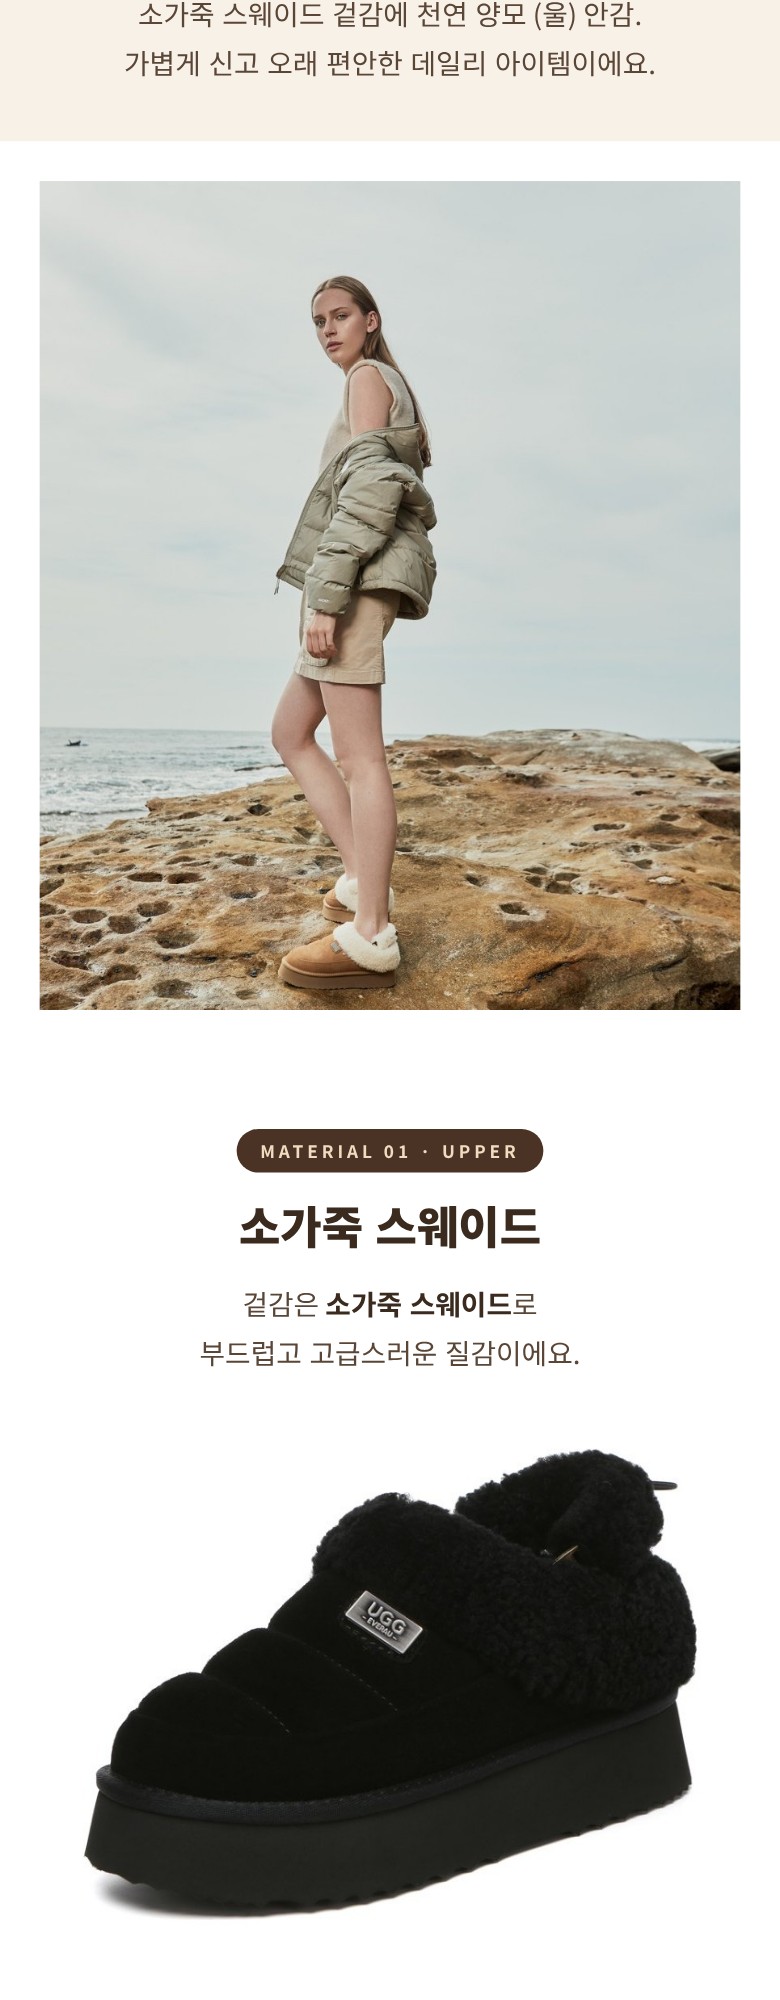 소가죽 스웨이드 겉감에 천연 양모 (울) 안감.
가볍게 신고 오래 편안한 데일리 아이템이에요.
MATERIAL 01 · UPPER
소가죽 스웨이드
겉감은 소가죽 스웨이드로
부드럽고 고급스러운 질감이에요.
UGG
- EVERAU -